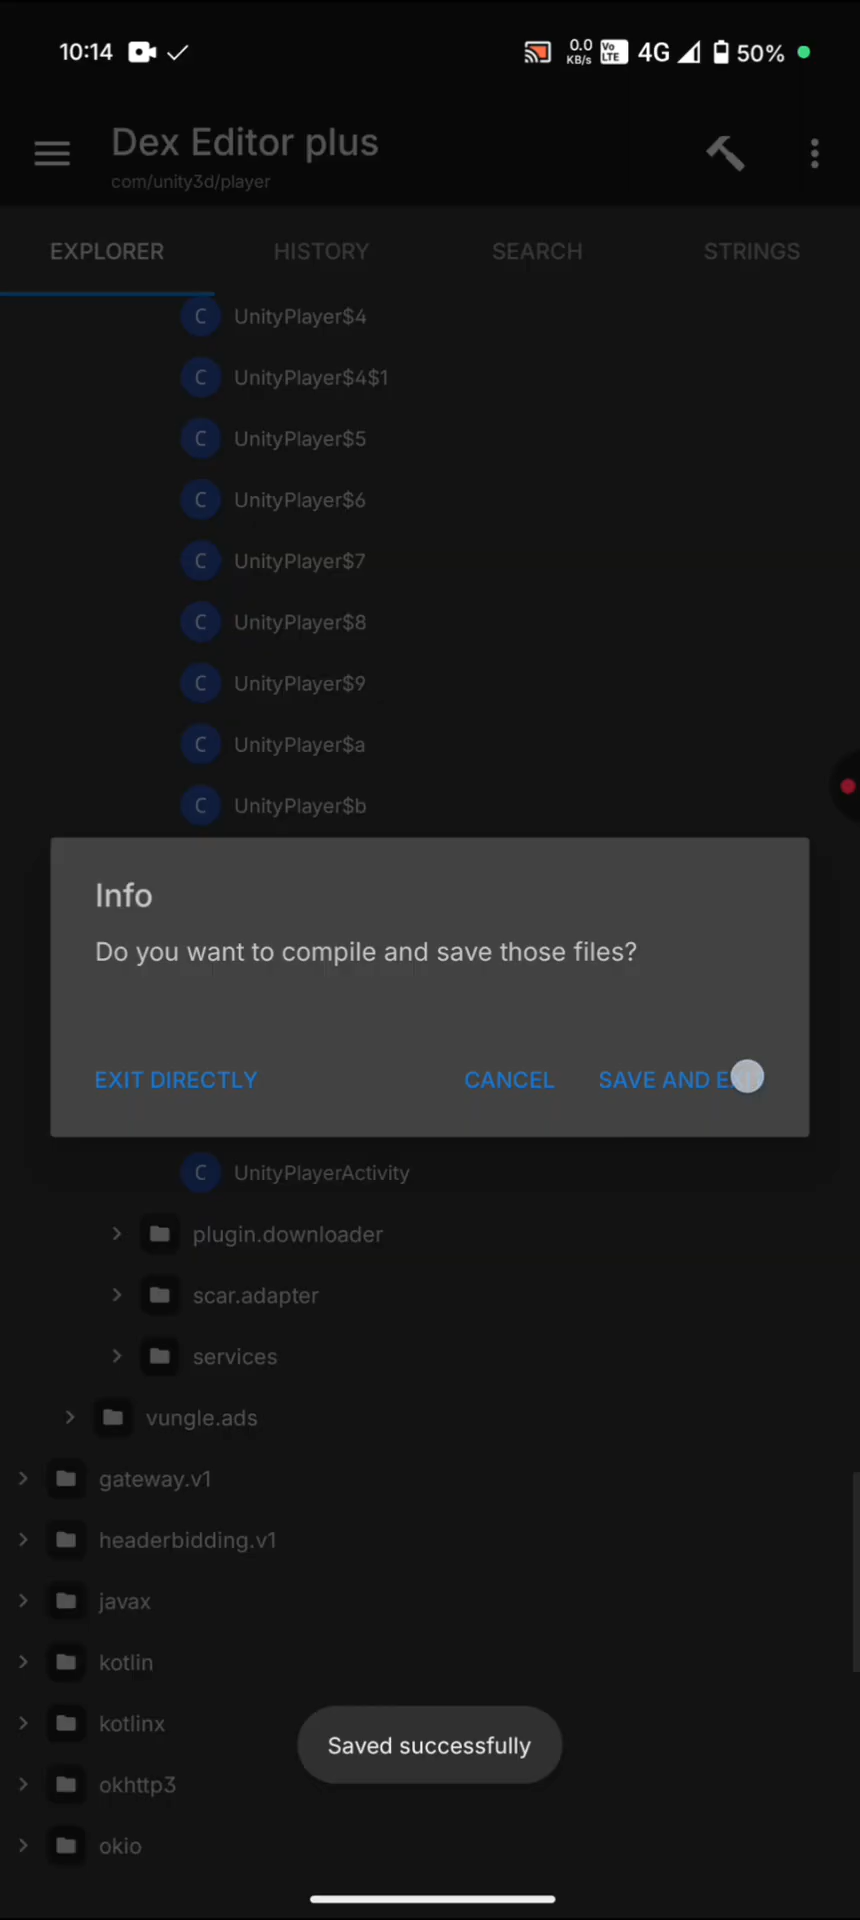 10:14
0.0
KB/s
Vo
LTE
4G
50%
Dex Editor plus
com/unity3d/player
EXPLORER
HISTORY
SEARCH
STRINGS
C UnityPlayer$4
C UnityPlayer$4$1
C UnityPlayer$5
C UnityPlayer$6
C UnityPlayer$7
C UnityPlayer$8
C UnityPlayer$9
C UnityPlayer$a
C UnityPlayer$b
Info
Do you want to compile and save those files?
EXIT DIRECTLY
CANCEL
SAVE AND EXIT
C UnityPlayerActivity
plugin.downloader
scar.adapter
services
vungle.ads
gateway.v1
headerbidding.v1
javax
kotlin
kotlinx
Saved successfully
okhttp3
okio